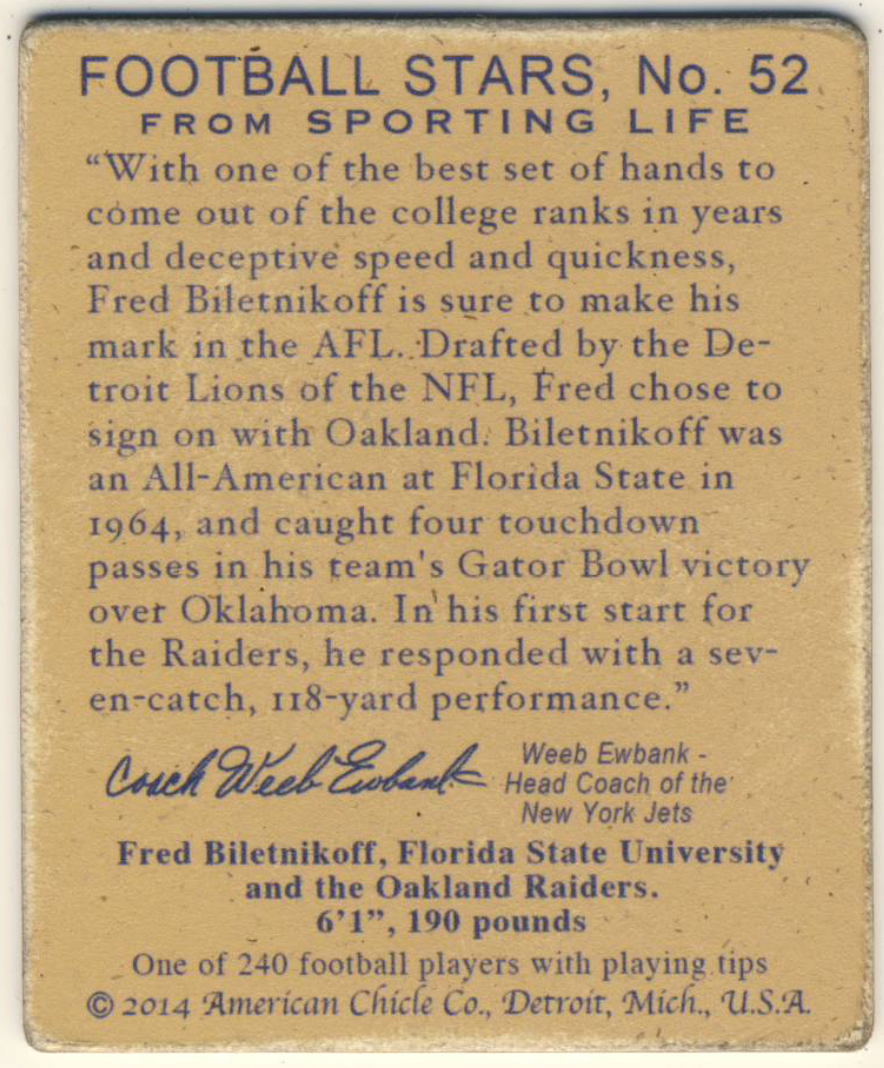 FOOTBALL STARS, No. 52
FROM SPORTING LIFE
“With one of the best set of hands to
come out of the college ranks in years
and deceptive speed and quickness,
Fred Biletnikoff is sure to make his
mark in the AFL. Drafted by the De-
troit Lions of the NFL, Fred chose to
sign on with Oakland. Biletnikoff was
an All-American at Florida State in
1964, and caught four touchdown
passes in his team's Gator Bowl victory
over Oklahoma. In his first start for
the Raiders, he responded with a sev-
en-catch, 118-yard performance.”
Coach Weeb Ewbank
Weeb Ewbank -
Head Coach of the
New York Jets
Fred Biletnikoff, Florida State University
and the Oakland Raiders.
6’1”, 190 pounds
One of 240 football players with playing tips
© 2014 American Chicle Co., Detroit, Mich., U.S.A.